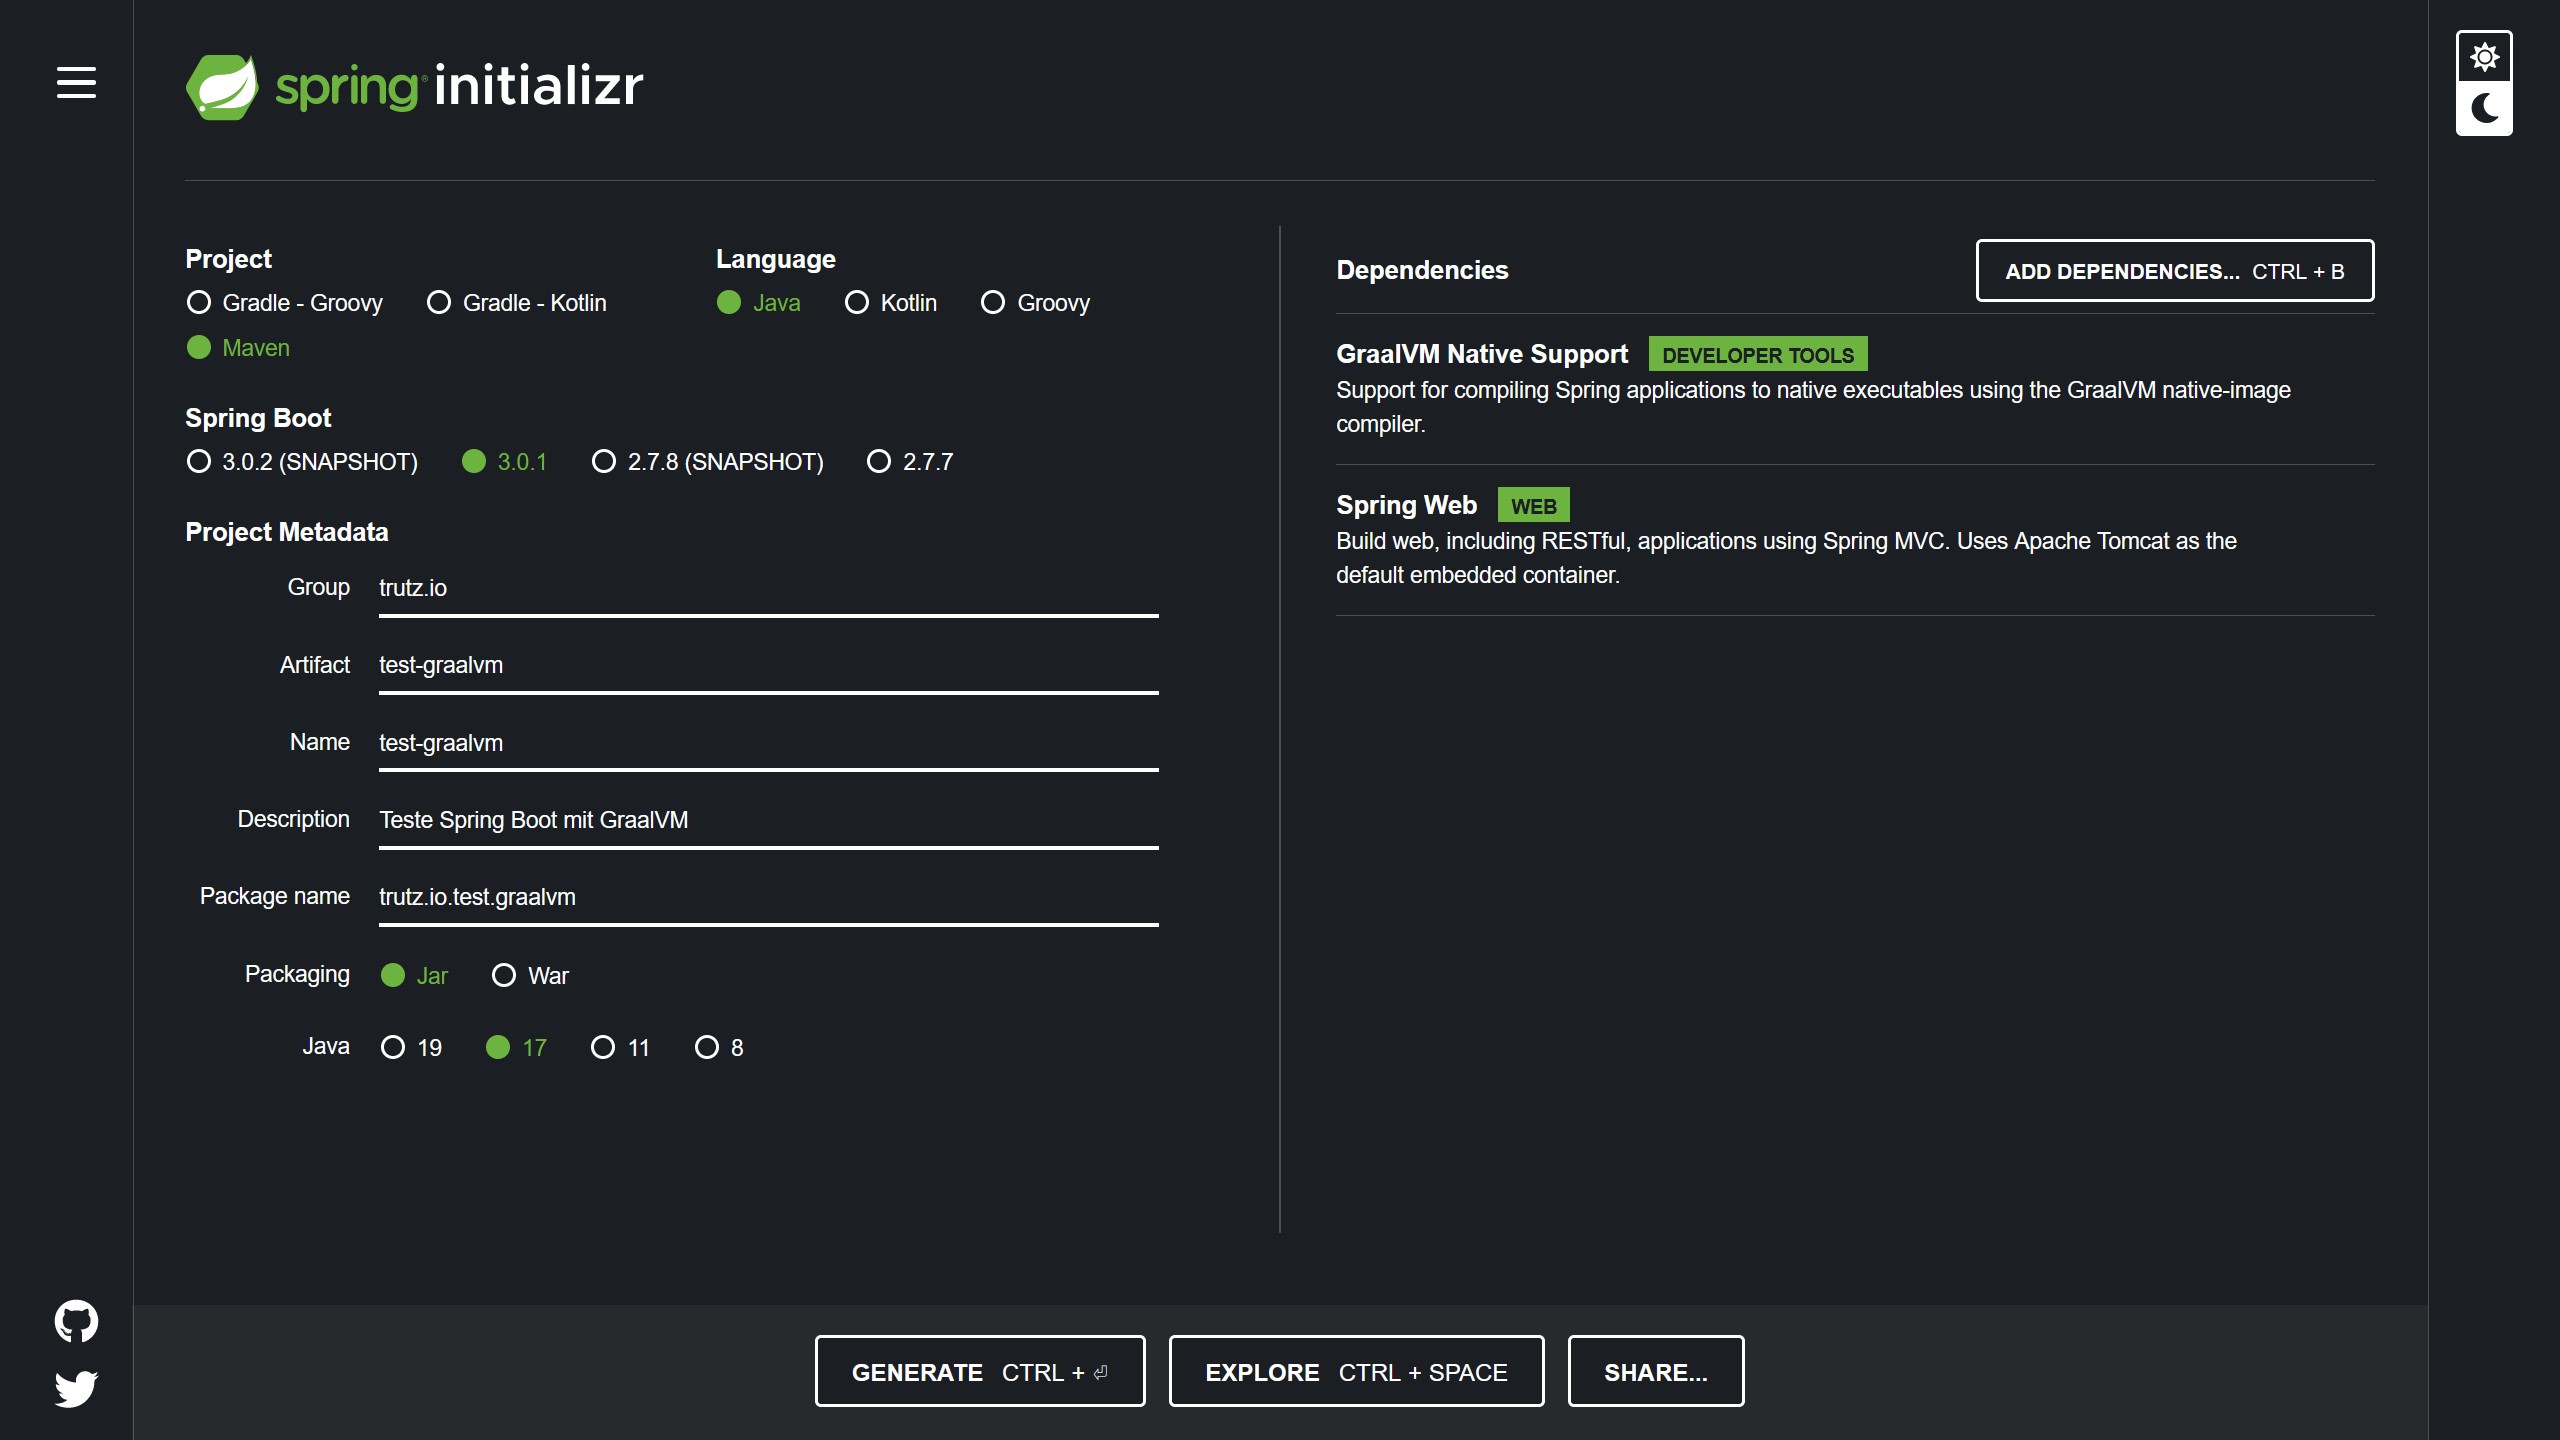 spring initializr
Project
Gradle - Groovy Gradle - Kotlin
Maven
Language
Java Kotlin Groovy
Spring Boot
3.0.2 (SNAPSHOT) 3.0.1 2.7.8 (SNAPSHOT) 2.7.7
Project Metadata
Group trutz.io
Artifact test-graalvm
Name test-graalvm
Description Teste Spring Boot mit GraalVM
Package name trutz.io.test.graalvm
Packaging Jar War
Java 19 17 11 8
Dependencies
ADD DEPENDENCIES... CTRL + B
GraalVM Native Support DEVELOPER TOOLS
Support for compiling Spring applications to native executables using the GraalVM native-image
compiler.
Spring Web WEB
Build web, including RESTful, applications using Spring MVC. Uses Apache Tomcat as the
default embedded container.
GENERATE CTRL + ⏎
EXPLORE CTRL + SPACE
SHARE...